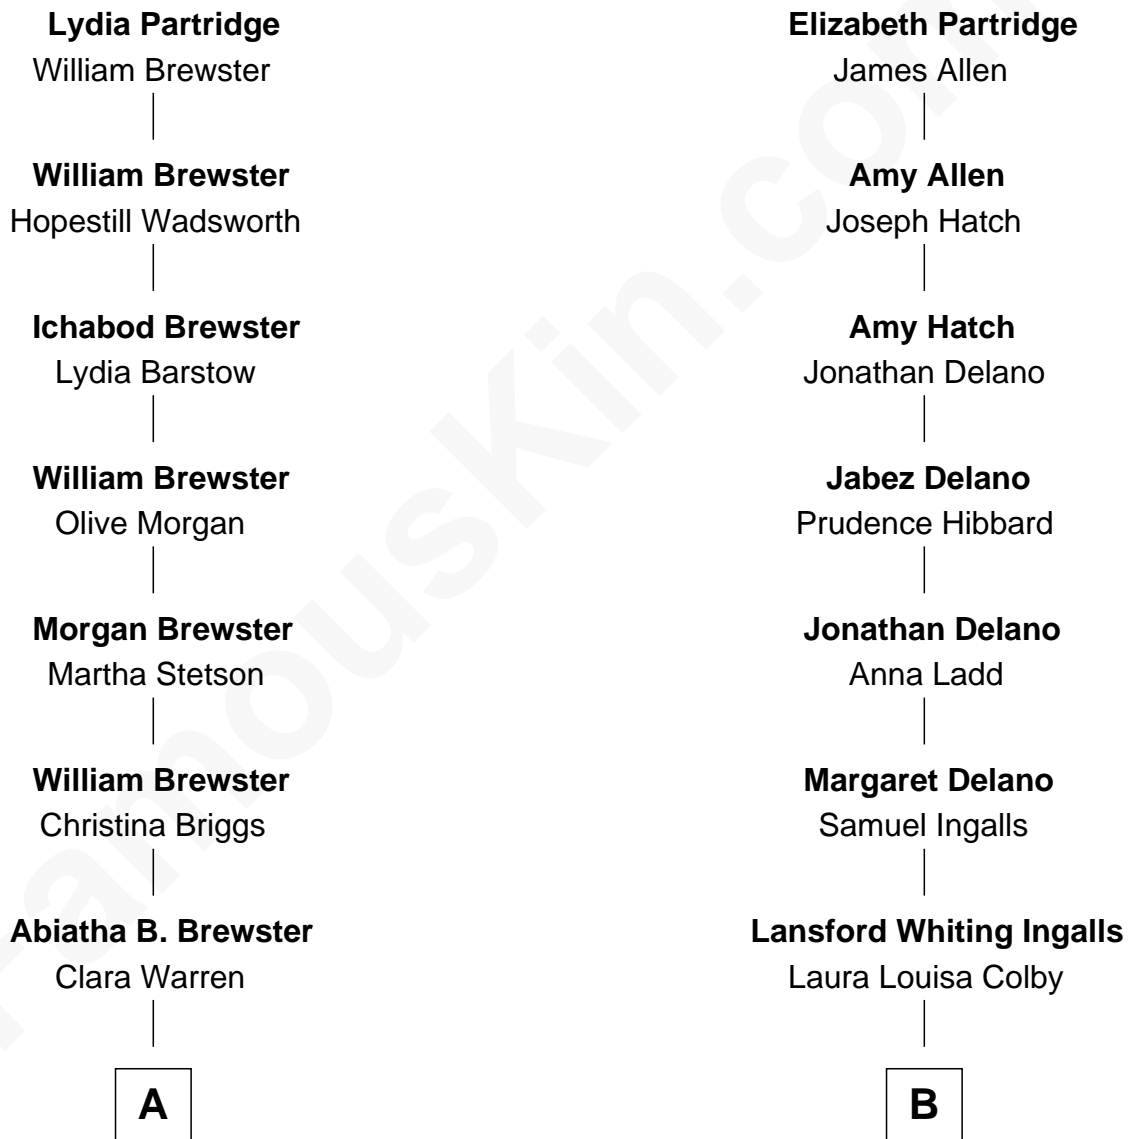 Lydia Partridge
William Brewster
William Brewster
Hopestill Wadsworth
Ichabod Brewster
Lydia Barstow
William Brewster
Olive Morgan
Morgan Brewster
Martha Stetson
William Brewster
Christina Briggs
Abiatha B. Brewster
Clara Warren
A
Elizabeth Partridge
James Allen
Amy Allen
Joseph Hatch
Amy Hatch
Jonathan Delano
Jabez Delano
Prudence Hibbard
Jonathan Delano
Anna Ladd
Margaret Delano
Samuel Ingalls
Lansford Whiting Ingalls
Laura Louisa Colby
B
FamousKin.com